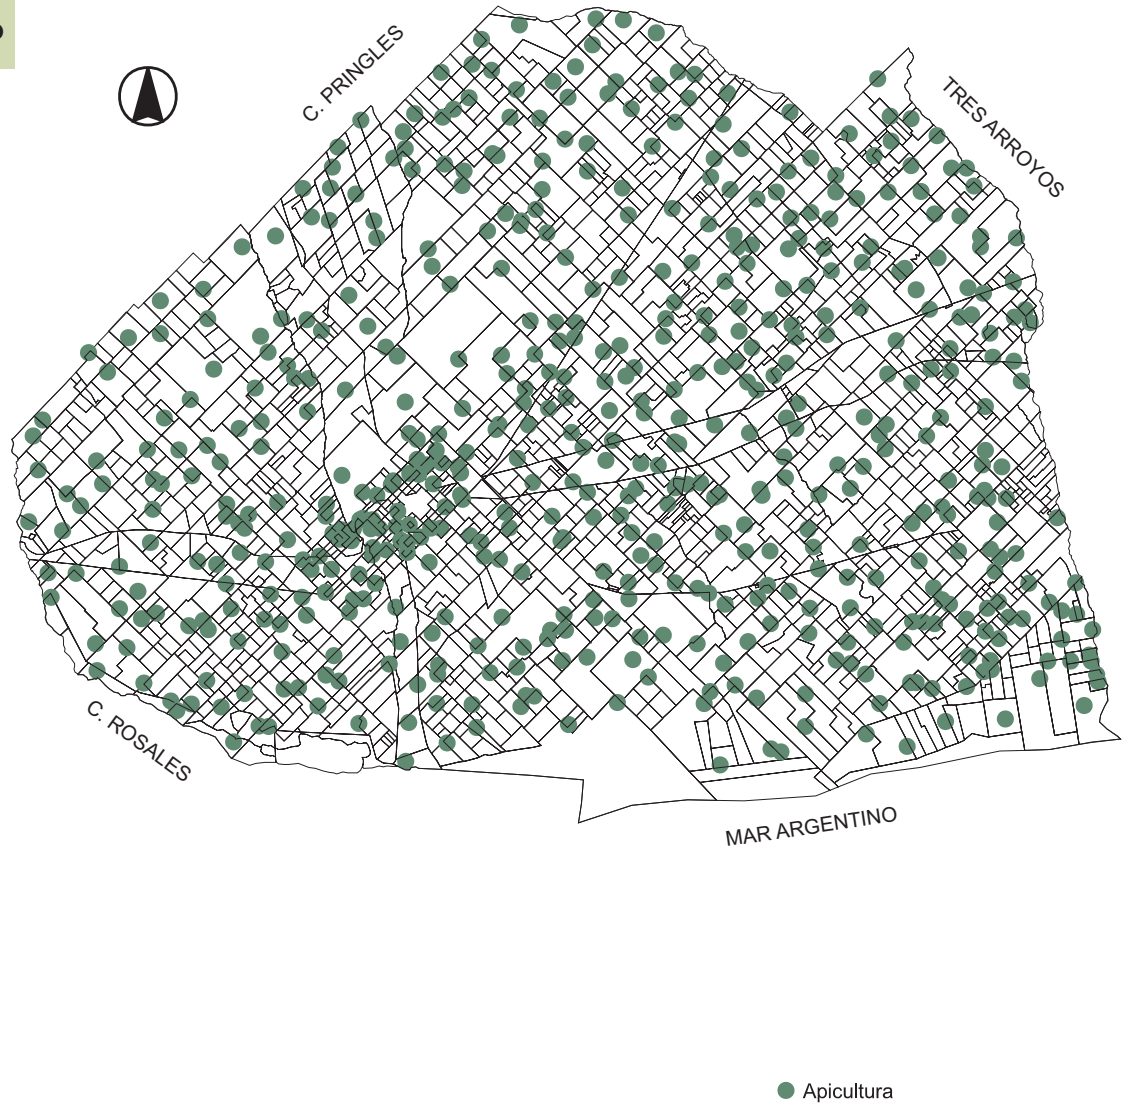 C. PRINGLES
TRES ARROYOS
C. ROSALES
MAR ARGENTINO
Apicultura